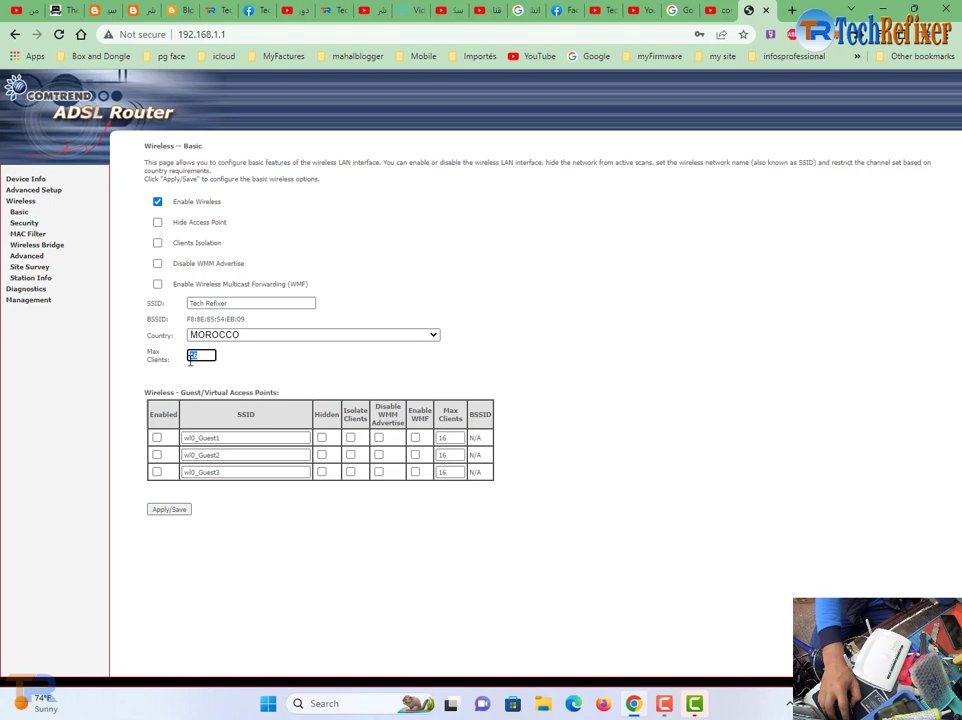 Not secure 192.168.1.1
TechRefixer
TR
Apps Box and Dongle pg face icloud MyFactures mahalblogger Mobile Importés YouTube Google myFirmware my site infosprofessional » Other bookmarks
COMTREND
ADSL Router
Device Info
Advanced Setup
Wireless
Basic
Security
MAC Filter
Wireless Bridge
Advanced
Site Survey
Station Info
Diagnostics
Management
Wireless -- Basic
This page allows you to configure basic features of the wireless LAN interface. You can enable or disable the wireless LAN interface, hide the network from active scans, set the wireless network name (also known as SSID) and restrict the channel set based on
country requirements.
Click "Apply/Save" to configure the basic wireless options.
Enable Wireless
Hide Access Point
Clients Isolation
Disable WMM Advertise
Enable Wireless Multicast Forwarding (WMF)
SSID: Tech Refixer
BSSID: F8:8E:85:54:EB:09
Country: MOROCCO
Max
Clients:
Wireless - Guest/Virtual Access Points:
Enabled SSID Hidden Isolate Clients Disable WMM Advertise Enable WMF Max Clients BSSID
wl0_Guest1 16 N/A
wl0_Guest2 16 N/A
wl0_Guest3 16 N/A
Apply/Save
74°F
Sunny
Search